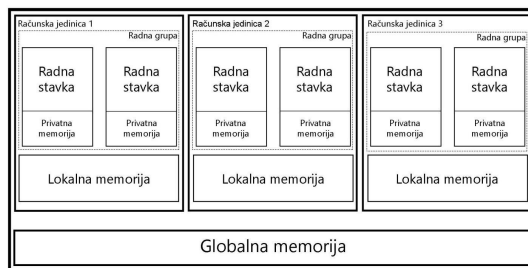 Računska jedinica 1
Radna grupa
Radna
stavka
Privatna
memorija
Radna
stavka
Privatna
memorija
Lokalna memorija
Računska jedinica 2
Radna grupa
Radna
stavka
Privatna
memorija
Radna
stavka
Privatna
memorija
Lokalna memorija
Računska jedinica 3
Radna grupa
Radna
stavka
Privatna
memorija
Radna
stavka
Privatna
memorija
Lokalna memorija
Globalna memorija